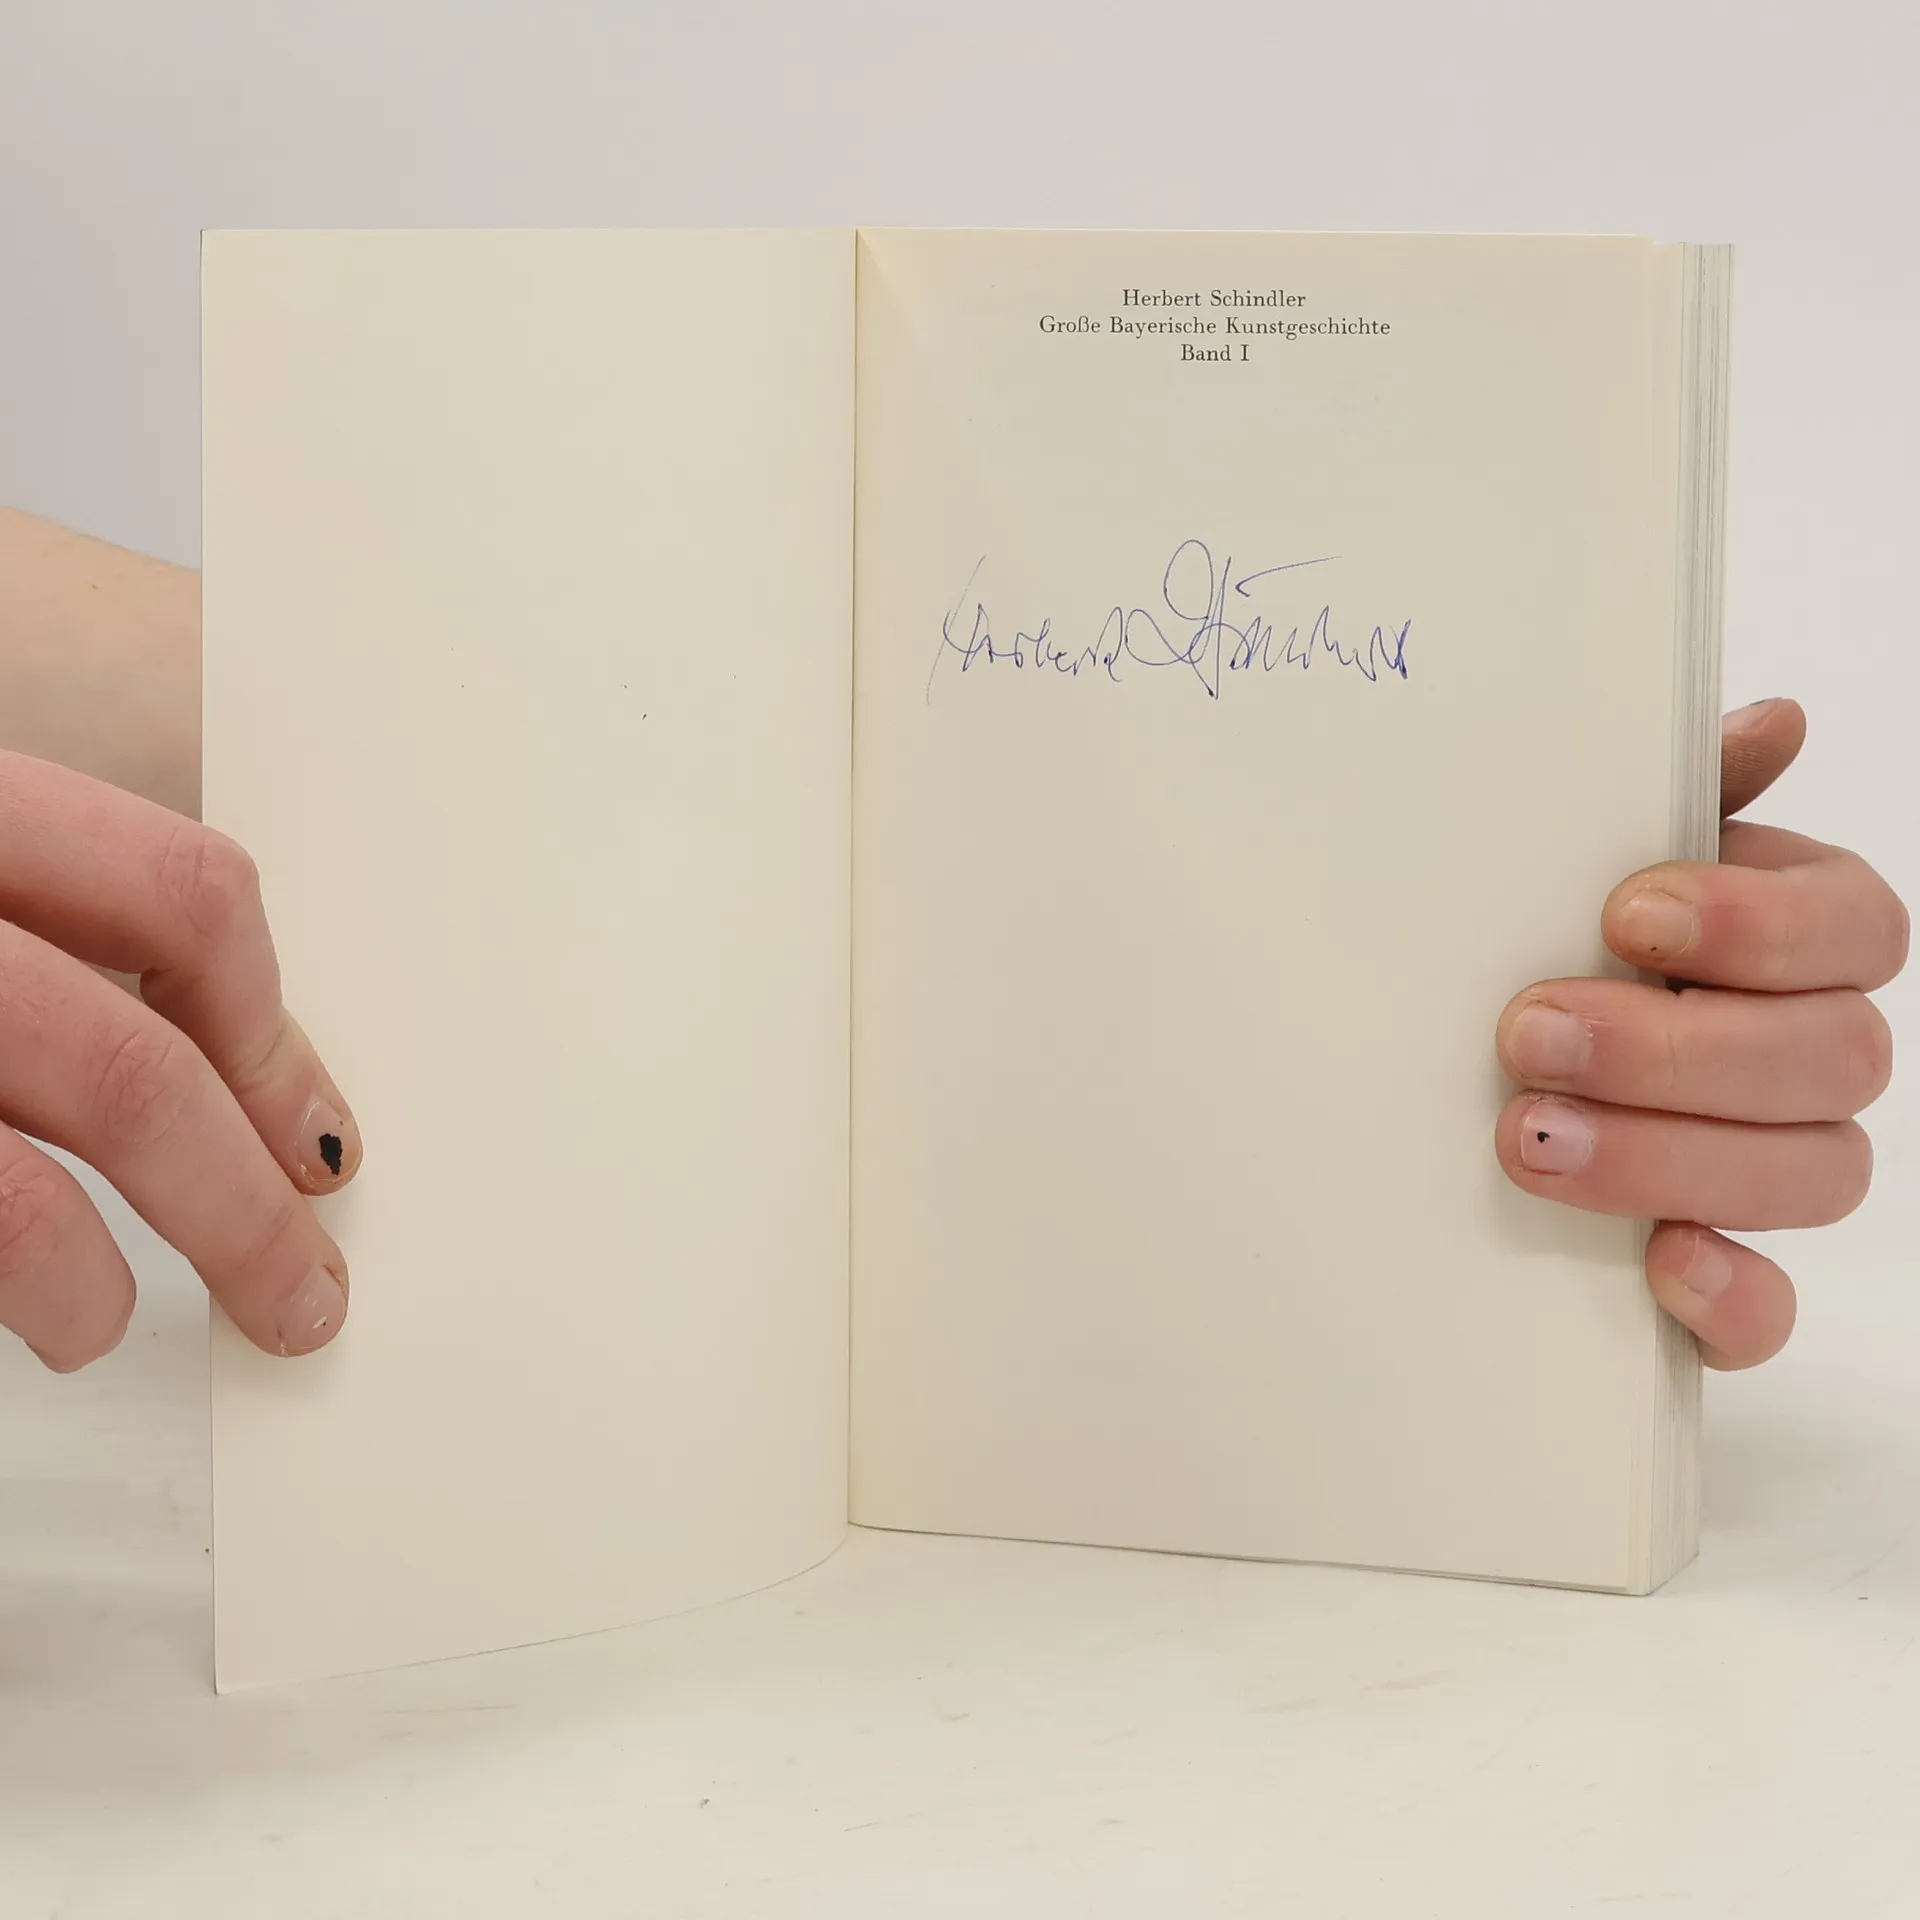 Herbert Schindler
Große Bayerische Kunstgeschichte
Band I